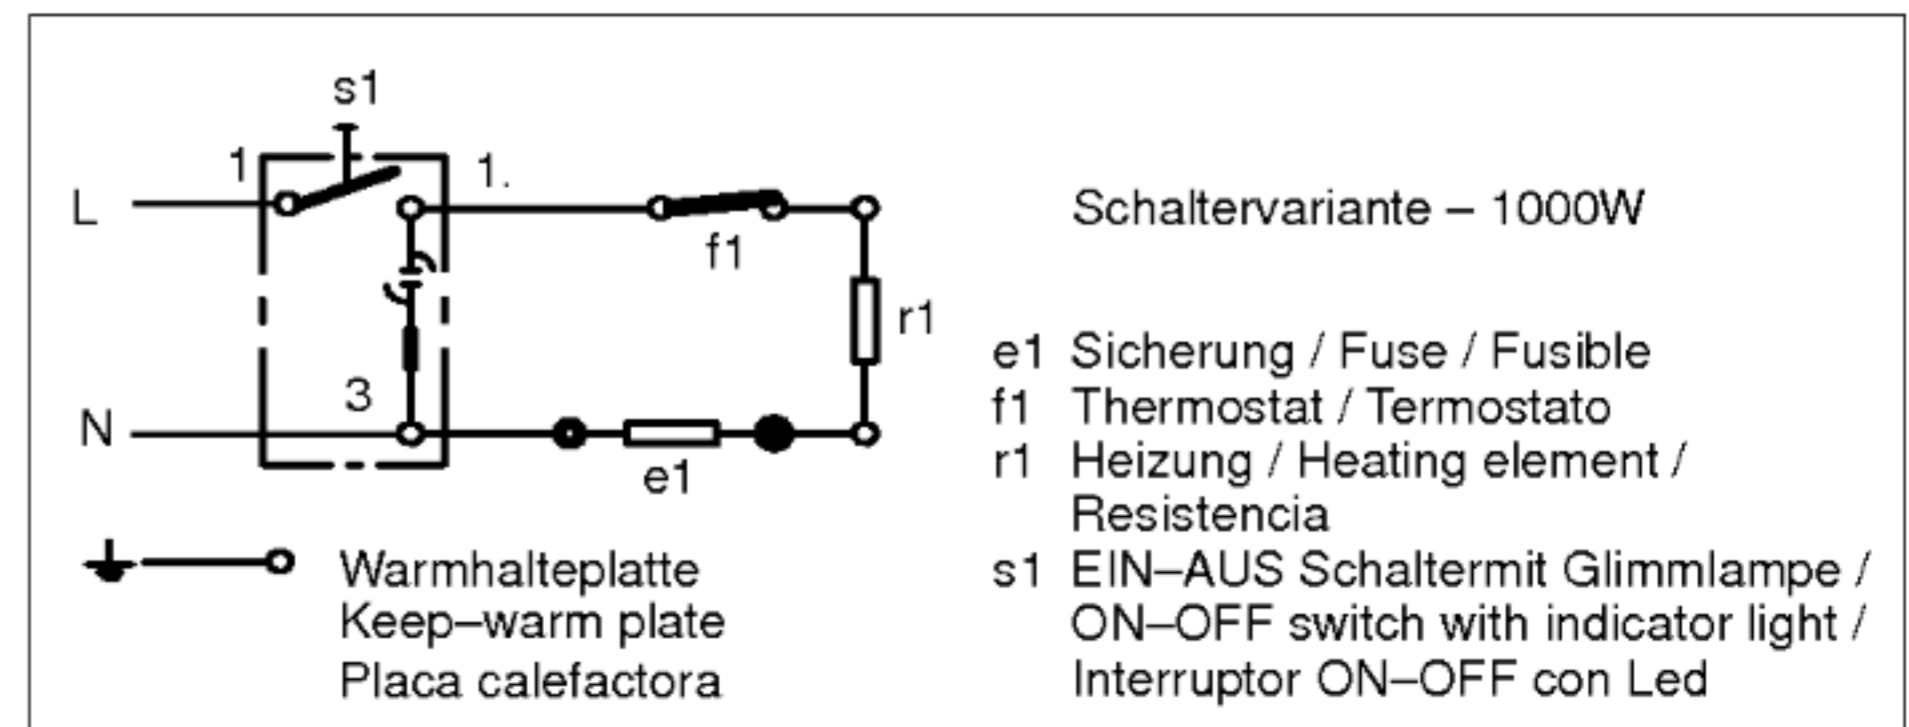 s1
1
1.
L
f1
r1
3
N
e1
Warmhalteplatte
Keep–warm plate
Placa calefactora
Schaltervariante – 1000W
e1 Sicherung / Fuse / Fusible
f1 Thermostat / Termostato
r1 Heizung / Heating element /
Resistencia
s1 EIN–AUS Schaltermit Glimmlampe /
ON–OFF switch with indicator light /
Interruptor ON–OFF con Led